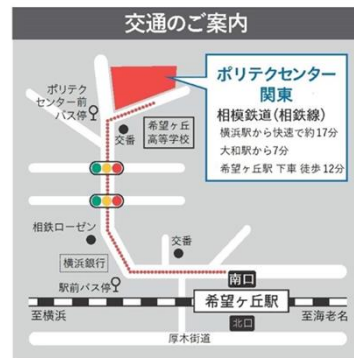 交通のご案内
ポリテク
センター前
バス停
交番
希望ヶ丘
高等学校
ポリテクセンター
関東
相模鉄道(相鉄線)
横浜駅から快速で約17分
大和駅から7分
希望ヶ丘駅 下車 徒歩12分
相鉄ローゼン
交番
横浜銀行
駅前バス停
南口
希望ヶ丘駅
至横浜
北口
至海老名
厚木街道